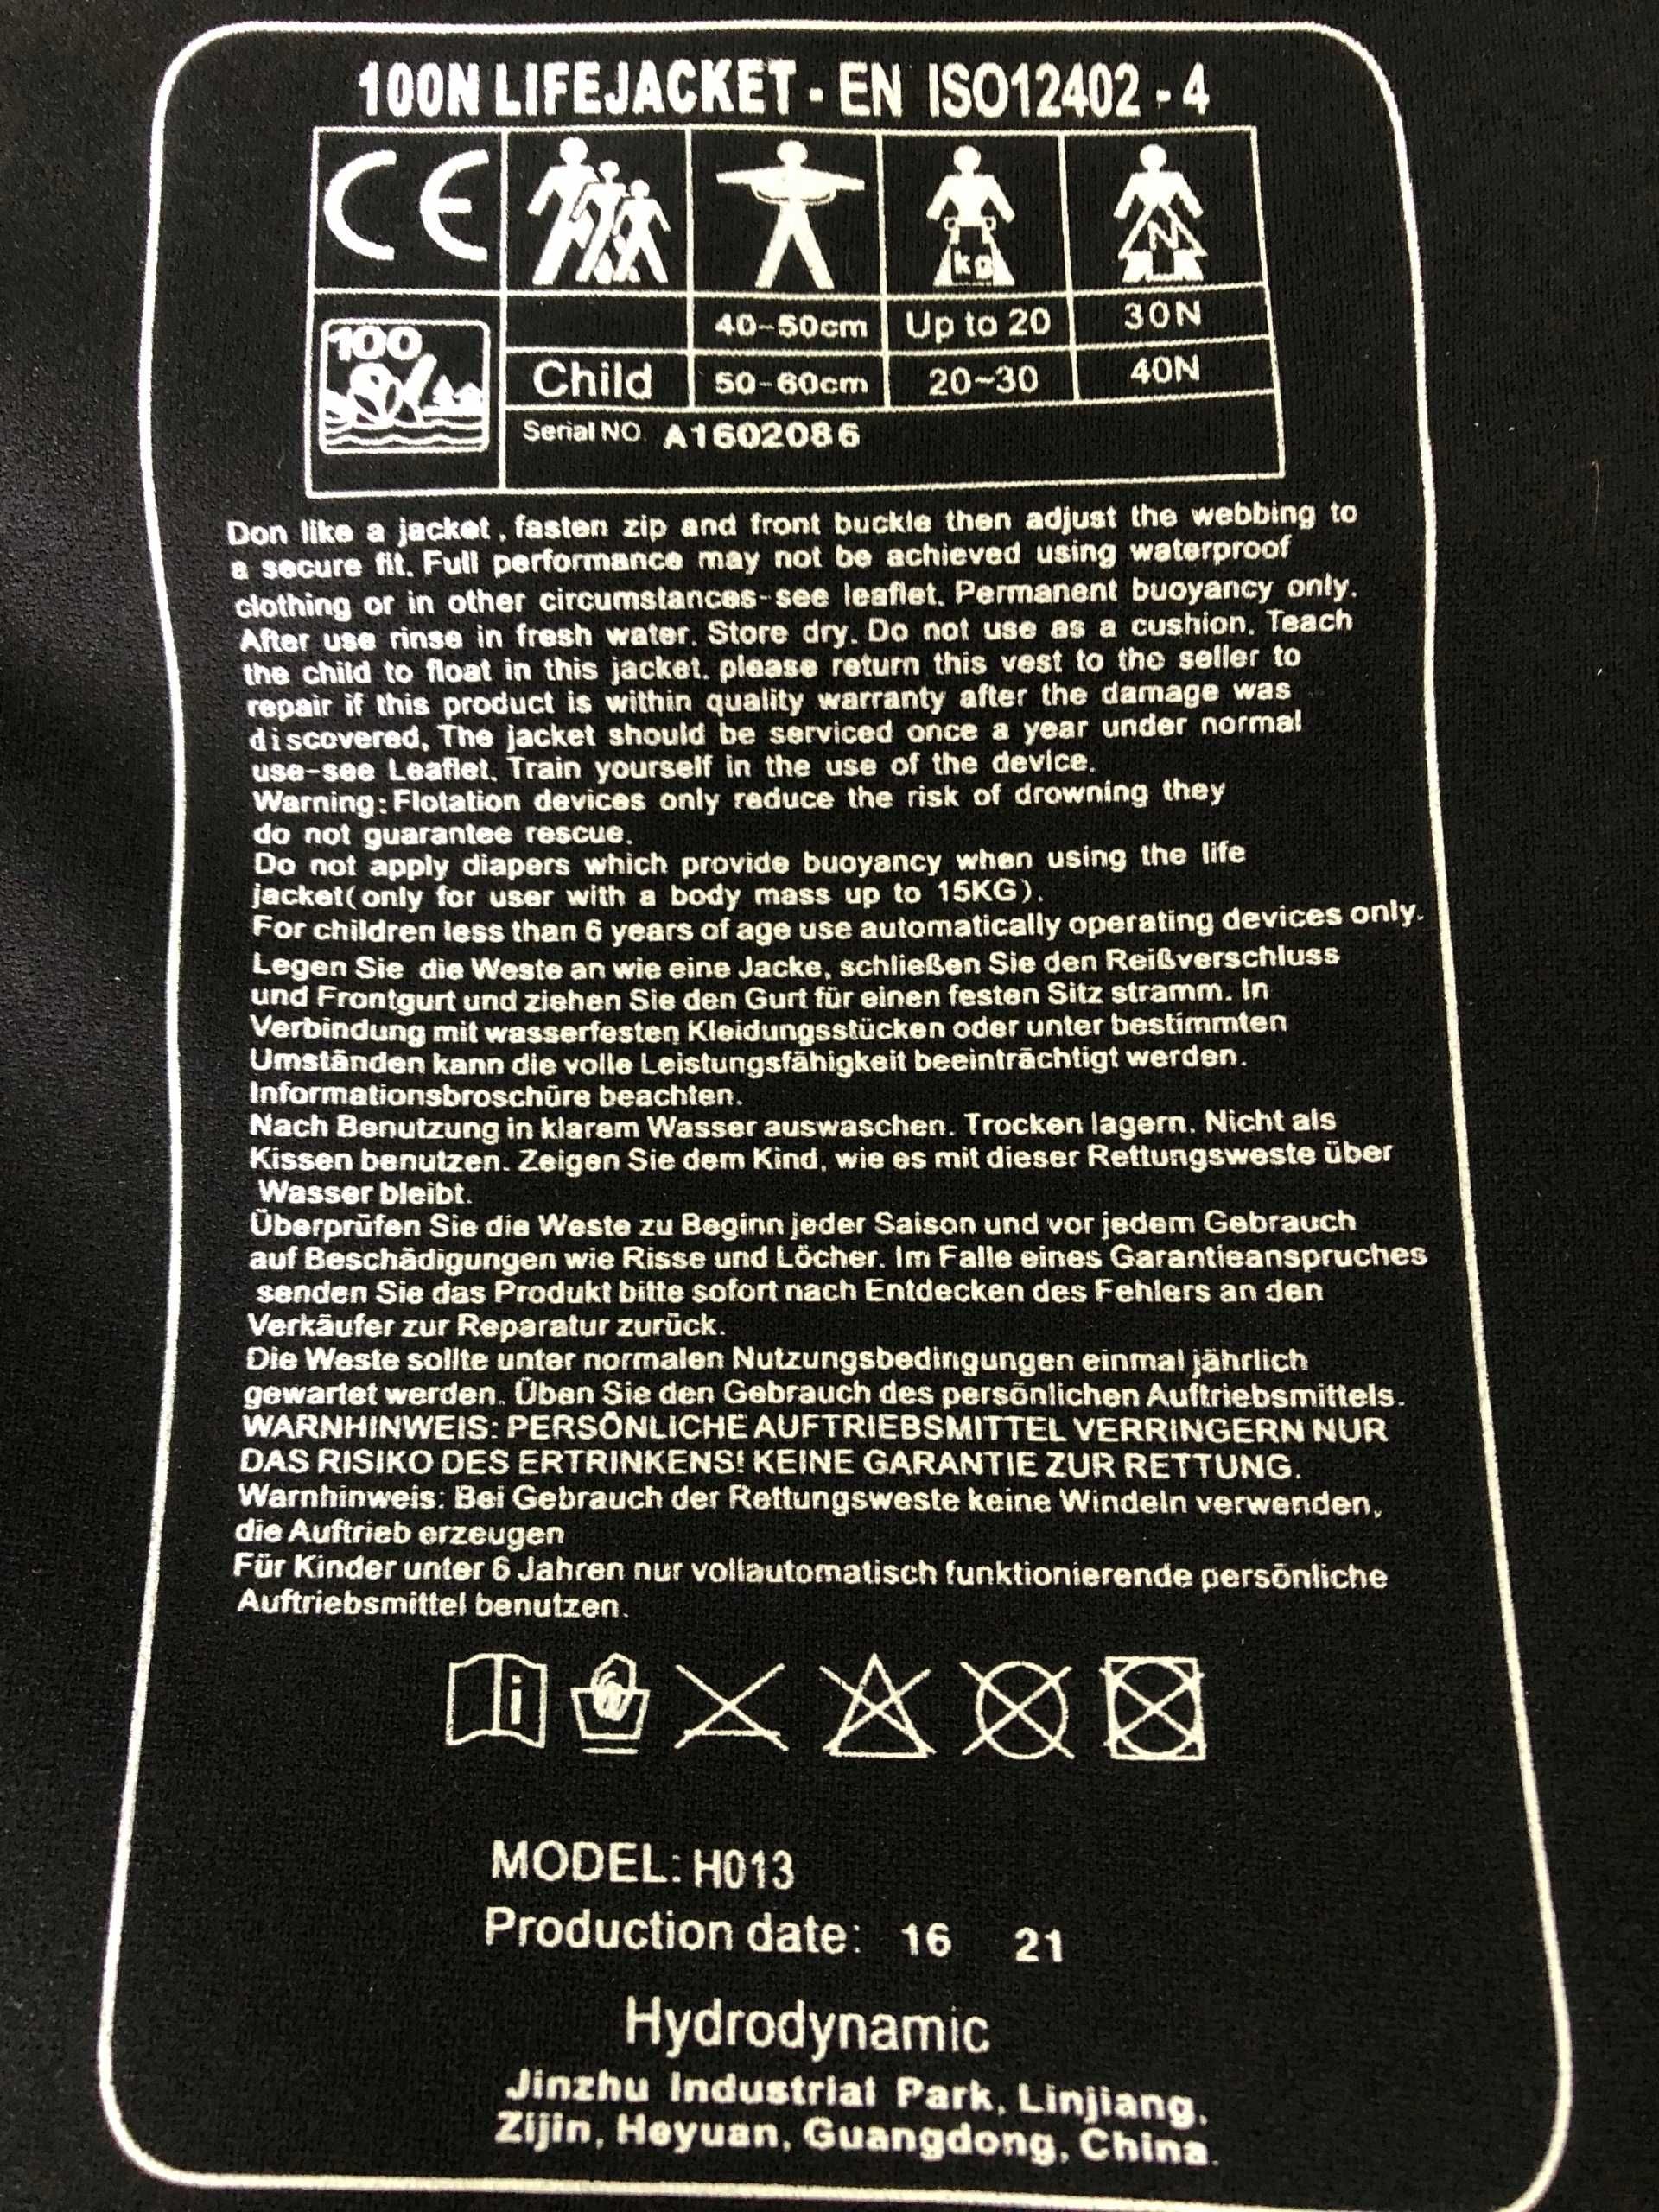 100N LIFEJACKET - EN ISO12402 - 4
CE
kg
N
100
40-50cm Up to 20 30N
Child 50-60cm 20~30 40N
Serial NO. A1602086
Don like a jacket, fasten zip and front buckle then adjust the webbing to
a secure fit. Full performance may not be achieved using waterproof
clothing or in other circumstances-see leaflet. Permanent buoyancy only.
After use rinse in fresh water. Store dry. Do not use as a cushion. Teach
the child to float in this jacket. please return this vest to the seller to
repair if this product is within quality warranty after the damage was
discovered, The jacket should be serviced once a year under normal
use-see Leaflet. Train yourself in the use of the device.
Warning: Flotation devices only reduce the risk of drowning they
do not guarantee rescue.
Do not apply diapers which provide buoyancy when using the life
jacket(only for user with a body mass up to 15KG).
For children less than 6 years of age use automatically operating devices only.
Legen Sie die Weste an wie eine Jacke, schließen Sie den Reißverschluss
und Frontgurt und ziehen Sie den Gurt für einen festen Sitz stramm. In
Verbindung mit wasserfesten Kleidungsstücken oder unter bestimmten
Umständen kann die volle Leistungsfähigkeit beeinträchtigt werden.
Informationsbroschüre beachten.
Nach Benutzung in klarem Wasser auswaschen. Trocken lagern. Nicht als
Kissen benutzen. Zeigen Sie dem Kind, wie es mit dieser Rettungsweste über
Wasser bleibt.
Überprüfen Sie die Weste zu Beginn jeder Saison und vor jedem Gebrauch
auf Beschädigungen wie Risse und Löcher. Im Falle eines Garantieanspruches
senden Sie das Produkt bitte sofort nach Entdecken des Fehlers an den
Verkäufer zur Reparatur zurück.
Die Weste sollte unter normalen Nutzungsbedingungen einmal jährlich
gewartet werden. Üben Sie den Gebrauch des persönlichen Auftriebsmittels.
WARNHINWEIS: PERSÖNLICHE AUFTRIEBSMITTEL VERRINGERN NUR
DAS RISIKO DES ERTRINKENS! KEINE GARANTIE ZUR RETTUNG.
Warnhinweis: Bei Gebrauch der Rettungsweste keine Windeln verwenden,
die Auftrieb erzeugen
Für Kinder unter 6 Jahren nur vollautomatisch funktionierende persönliche
Auftriebsmittel benutzen.
i
MODEL: H013
Production date: 16 21
Hydrodynamic
Jinzhu Industrial Park, Linjiang,
Zijin, Heyuan, Guangdong, China.